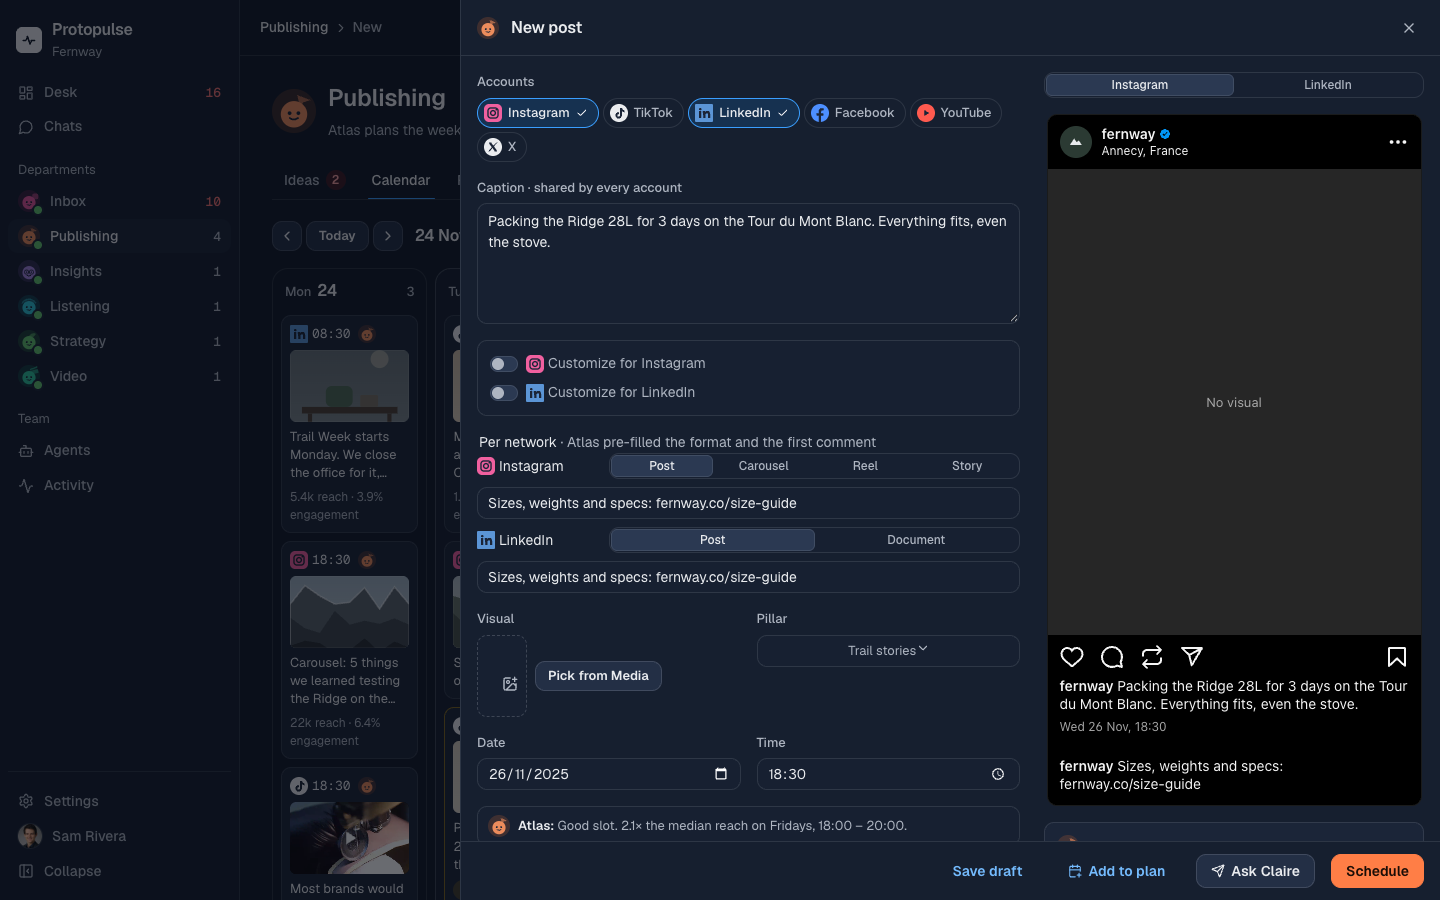 Protopulse
Fernway
Desk 16
Chats
Departments
Inbox 10
Publishing 4
Insights 1
Listening 1
Strategy 1
Video 1
Team
Agents
Activity
Settings
Sam Rivera
Collapse
Publishing > New
Publishing
Atlas plans the week
Ideas 2 Calendar
Today 24 Nov
Mon 24 3
08:30
Trail Week starts
Monday. We close
the office for it,...
5.4k reach · 3.9%
engagement
18:30
Carousel: 5 things
we learned testing
the Ridge on the...
22k reach · 6.4%
engagement
18:30
Most brands would
New post
Accounts
Instagram TikTok LinkedIn Facebook YouTube
X
Caption · shared by every account
Packing the Ridge 28L for 3 days on the Tour du Mont Blanc. Everything fits, even
the stove.
Customize for Instagram
Customize for LinkedIn
Per network · Atlas pre-filled the format and the first comment
Instagram Post Carousel Reel Story
Sizes, weights and specs: fernway.co/size-guide
LinkedIn Post Document
Sizes, weights and specs: fernway.co/size-guide
Visual Pillar
Pick from Media Trail stories
Date Time
26/11/2025 18:30
Atlas: Good slot. 2.1× the median reach on Fridays, 18:00 – 20:00.
Instagram LinkedIn
fernway
Annecy, France
No visual
fernway Packing the Ridge 28L for 3 days on the Tour
du Mont Blanc. Everything fits, even the stove.
Wed 26 Nov, 18:30
fernway Sizes, weights and specs:
fernway.co/size-guide
Save draft Add to plan Ask Claire Schedule